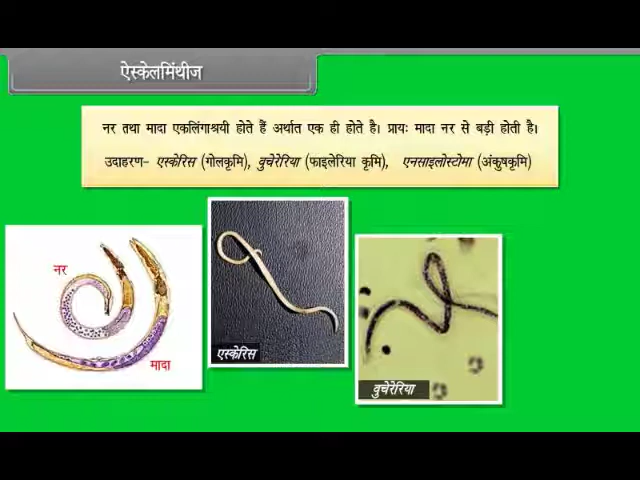 ऐस्केलमिंथीज
नर तथा मादा एकलिंगाश्रयी होते हैं अर्थात एक ही होते है। प्रायः मादा नर से बड़ी होती है।
उदाहरण- एस्केरिस (गोलकृमि), वुचेरेरिया (फाइलेरिया कृमि), एनसाइलोस्टोमा (अंकुषकृमि)
नर
मादा
एस्केरिस
वुचेरेरिया